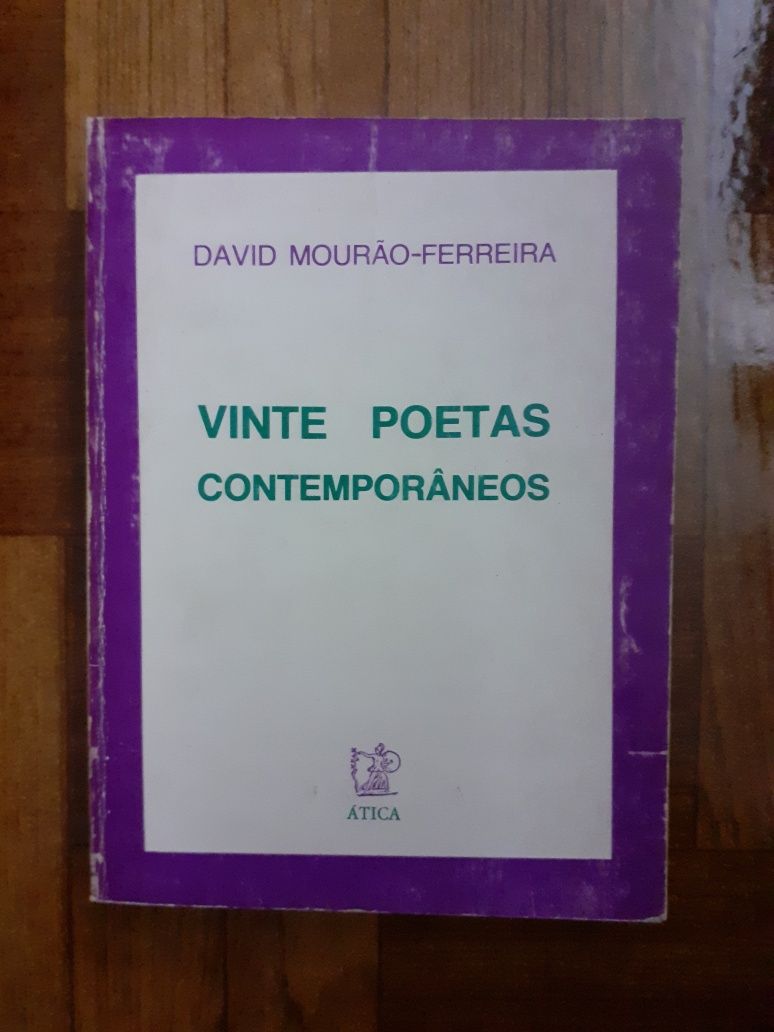 DAVID MOURÃO-FERREIRA
VINTE POETAS
CONTEMPORÂNEOS
ÁTICA